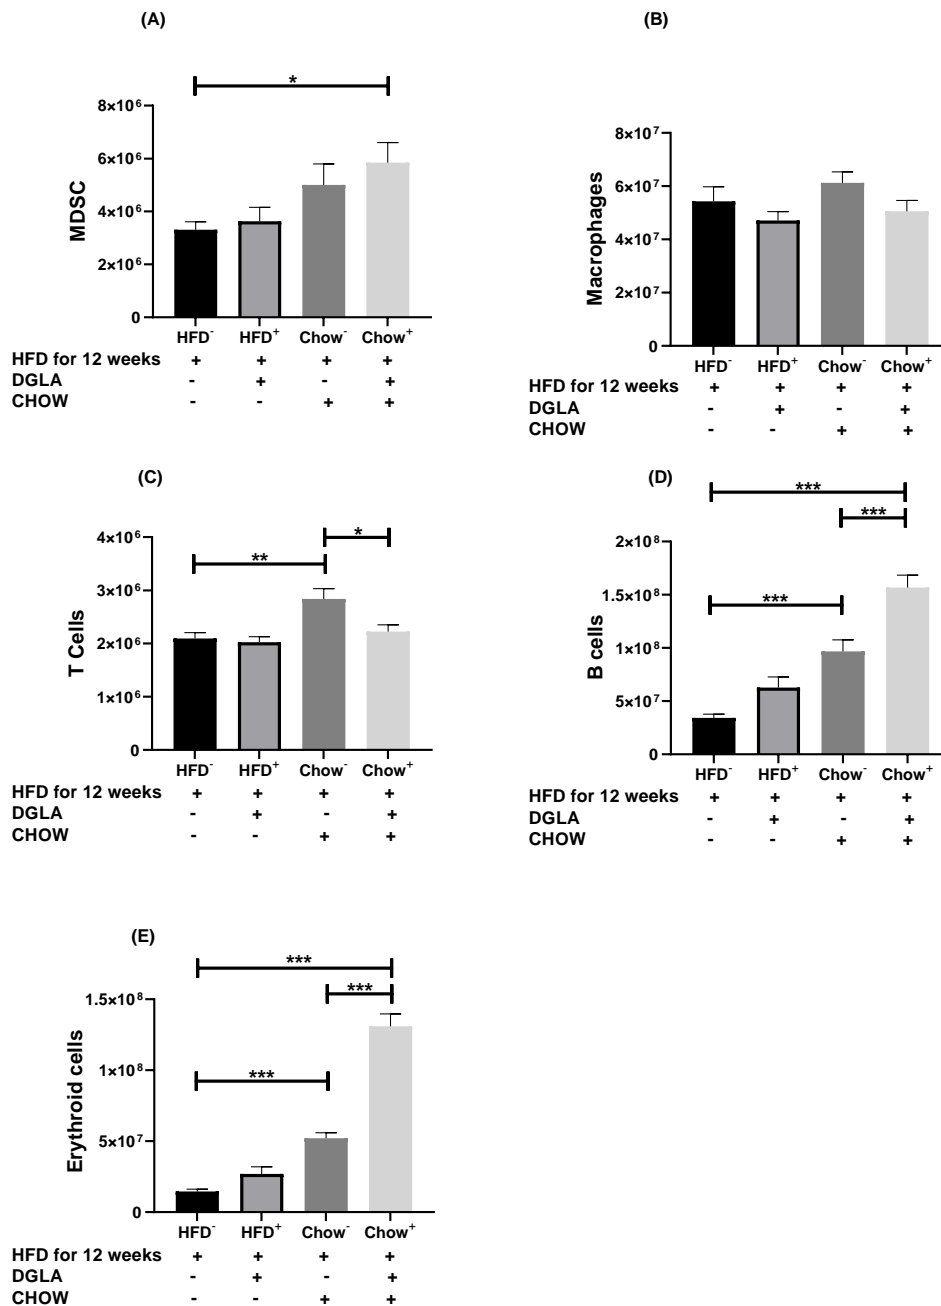 (A)
*
8×10⁶
6×10⁶
4×10⁶
2×10⁶
0
MDSC
HFD⁻ HFD⁺ Chow⁻ Chow⁺
HFD for 12 weeks + + + +
DGLA - + - +
CHOW - - + +
(B)
8×10⁷
6×10⁷
4×10⁷
2×10⁷
0
Macrophages
HFD⁻ HFD⁺ Chow⁻ Chow⁺
HFD for 12 weeks + + + +
DGLA - + - +
CHOW - - + +
(C)
*
**
4×10⁶
3×10⁶
2×10⁶
1×10⁶
0
T Cells
HFD⁻ HFD⁺ Chow⁻ Chow⁺
HFD for 12 weeks + + + +
DGLA - + - +
CHOW - - + +
(D)
***
***
***
2×10⁸
1.5×10⁸
1×10⁸
5×10⁷
0
B cells
HFD⁻ HFD⁺ Chow⁻ Chow⁺
HFD for 12 weeks + + + +
DGLA - + - +
CHOW - - + +
(E)
***
***
***
1.5×10⁸
1×10⁸
5×10⁷
0
Erythroid cells
HFD⁻ HFD⁺ Chow⁻ Chow⁺
HFD for 12 weeks + + + +
DGLA - + - +
CHOW - - + +